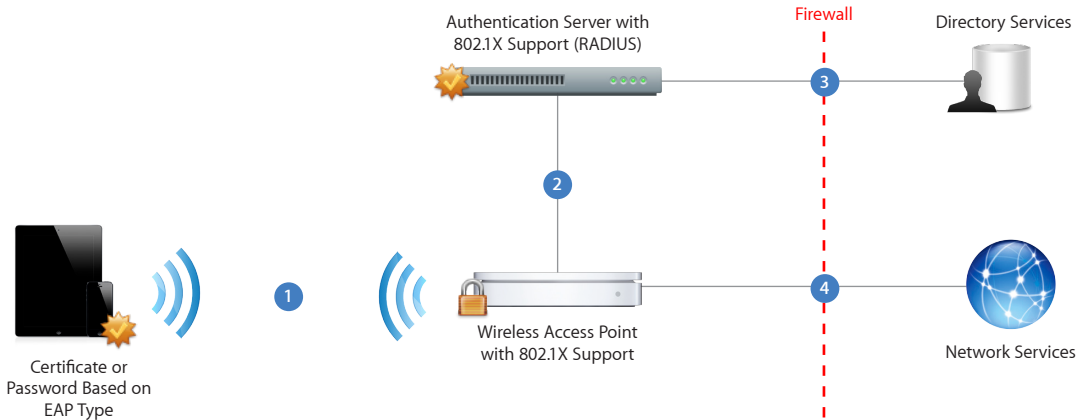 Authentication Server with
802.1X Support (RADIUS)
Firewall
Directory Services
3
2
1
4
Wireless Access Point
with 802.1X Support
Network Services
Certificate or
Password Based on
EAP Type